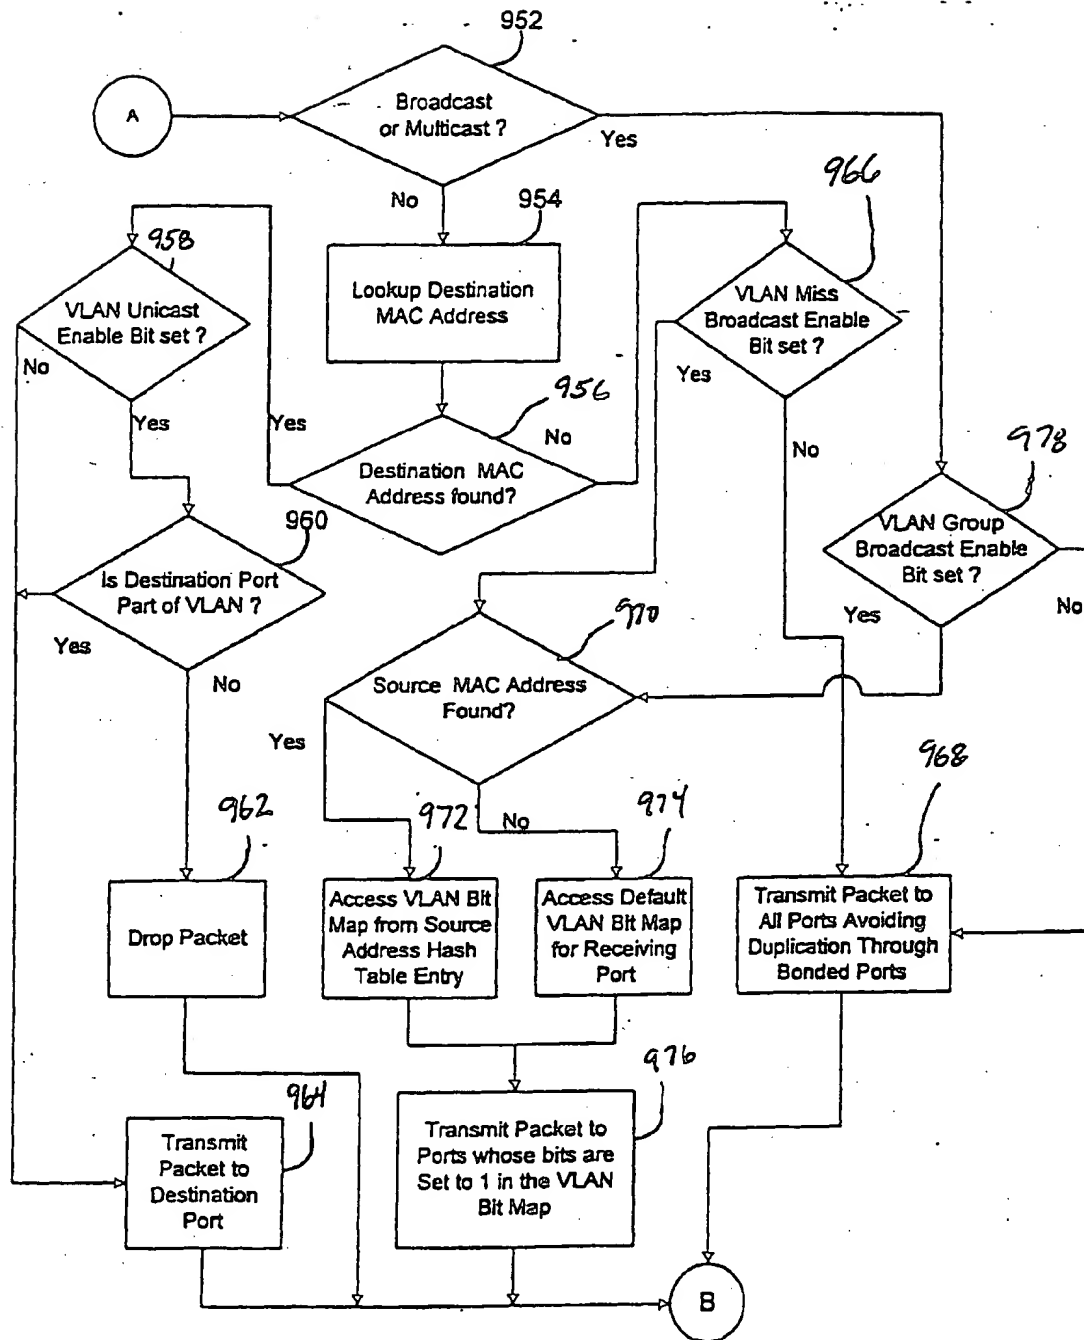 952
A
Broadcast
or Multicast ?
Yes
No
954
966
958
VLAN Unicast
Enable Bit set ?
Lookup Destination
MAC Address
VLAN Miss
Broadcast Enable
Bit set ?
No
Yes
Yes
956
No
Yes
No
978
Destination MAC
Address found?
VLAN Group
Broadcast Enable
Bit set ?
960
Is Destination Port
Part of VLAN ?
Yes
No
970
Yes
No
Source MAC Address
Found?
Yes
No
968
962
972
974
Drop Packet
Access VLAN Bit
Map from Source
Address Hash
Table Entry
Access Default
VLAN Bit Map
for Receiving
Port
Transmit Packet to
All Ports Avoiding
Duplication Through
Bonded Ports
976
964
Transmit
Packet to
Destination
Port
Transmit Packet to
Ports whose bits are
Set to 1 in the VLAN
Bit Map
B